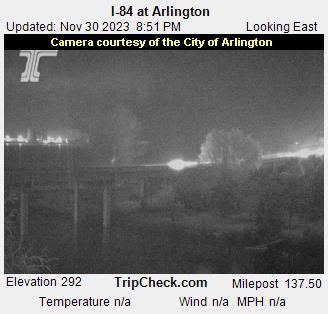 I-84 at Arlington
Updated: Nov 30 2023 8:51 PM Looking East
Camera courtesy of the City of Arlington
Elevation 292 TripCheck.com Milepost 137.50
Temperature n/a Wind n/a MPH n/a